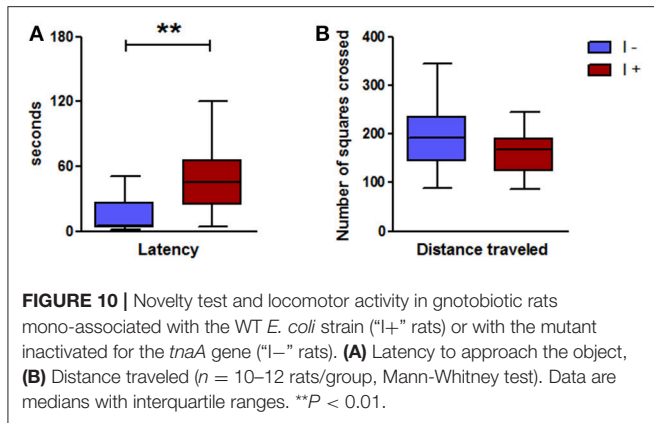 A
B
180
120
60
0
seconds
**
Latency
400
300
200
100
0
Number of squares crossed
Distance traveled
I -
I +
FIGURE 10 | Novelty test and locomotor activity in gnotobiotic rats
mono-associated with the WT E. coli strain (“I+” rats) or with the mutant
inactivated for the tnaA gene (“I−” rats). (A) Latency to approach the object,
(B) Distance traveled (n = 10–12 rats/group, Mann-Whitney test). Data are
medians with interquartile ranges. **P < 0.01.